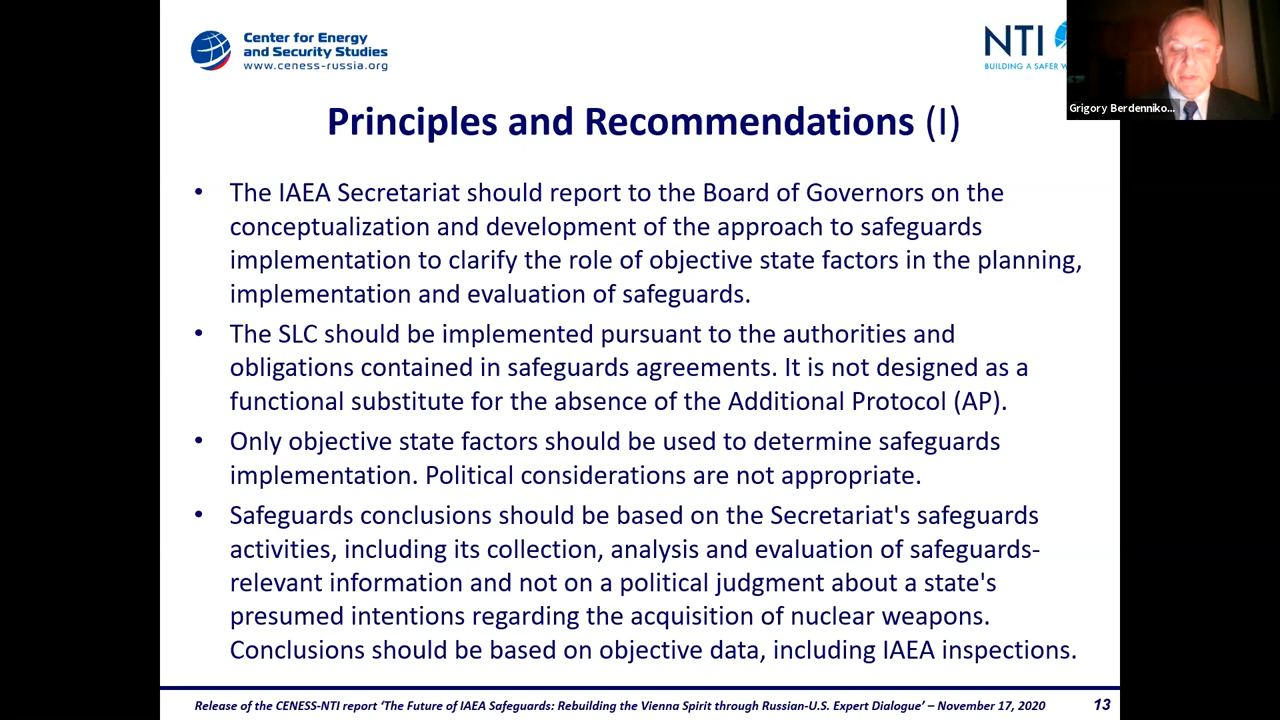 Center for Energy
and Security Studies
www.ceness-russia.org
NTI
BUILDING A SAFER
Grigory Berdenniko...
Principles and Recommendations (I)
• The IAEA Secretariat should report to the Board of Governors on the
conceptualization and development of the approach to safeguards
implementation to clarify the role of objective state factors in the planning,
implementation and evaluation of safeguards.
• The SLC should be implemented pursuant to the authorities and
obligations contained in safeguards agreements. It is not designed as a
functional substitute for the absence of the Additional Protocol (AP).
• Only objective state factors should be used to determine safeguards
implementation. Political considerations are not appropriate.
• Safeguards conclusions should be based on the Secretariat's safeguards
activities, including its collection, analysis and evaluation of safeguards-
relevant information and not on a political judgment about a state's
presumed intentions regarding the acquisition of nuclear weapons.
Conclusions should be based on objective data, including IAEA inspections.
Release of the CENESS-NTI report ‘The Future of IAEA Safeguards: Rebuilding the Vienna Spirit through Russian-U.S. Expert Dialogue’ – November 17, 2020
13